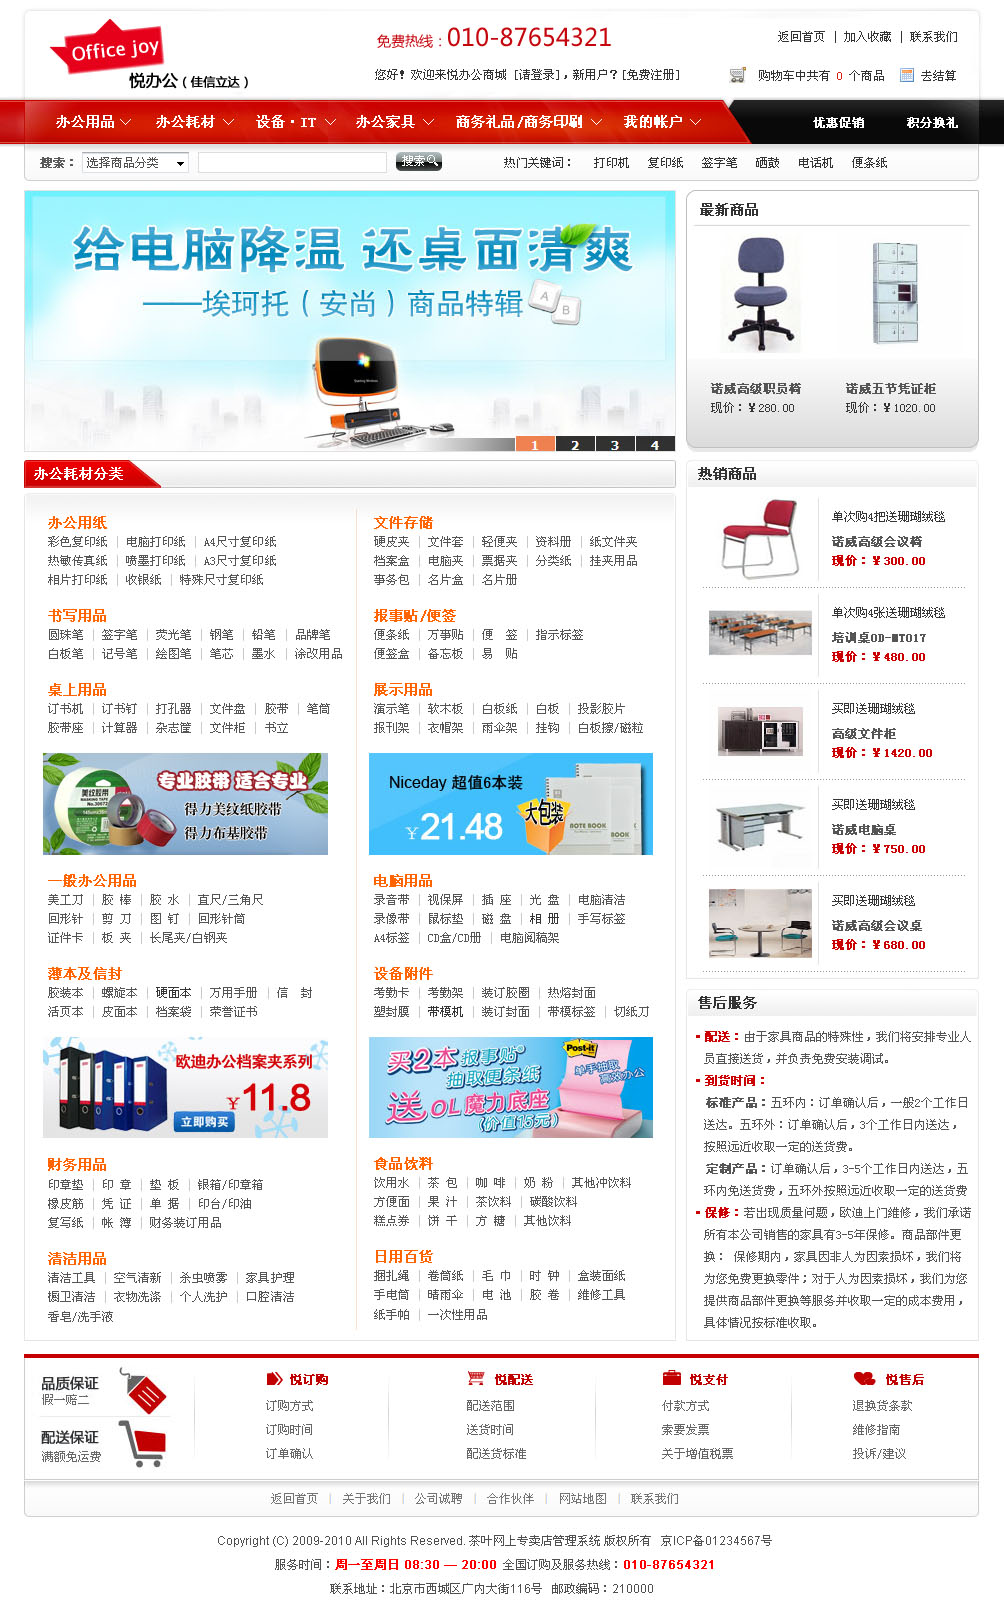 Office joy
悦办公（佳信立达）
免费热线：010-87654321
您好！欢迎来悦办公商城 [请登录]，新用户？[免费注册]
返回首页 | 加入收藏 | 联系我们
购物车中共有 0 个商品 去结算
办公用品 办公耗材 设备·IT 办公家具 商务礼品/商务印刷 我的帐户 优惠促销 积分换礼
搜索： 选择商品分类 搜索 热门关键词： 打印机 复印纸 签字笔 硒鼓 电话机 便条纸
给电脑降温 还桌面清爽
——埃珂托（安尚）商品特辑
A B
1 2 3 4
最新商品
诺威高级职员椅
现价：￥280.00
诺威五节凭证柜
现价：￥1020.00
办公耗材分类
办公用纸
彩色复印纸 | 电脑打印纸 | A4尺寸复印纸
热敏传真纸 | 喷墨打印纸 | A3尺寸复印纸
相片打印纸 | 收银纸 | 特殊尺寸复印纸
书写用品
圆珠笔 | 签字笔 | 荧光笔 | 钢笔 | 铅笔 | 品牌笔
白板笔 | 记号笔 | 绘图笔 | 笔芯 | 墨水 | 涂改用品
桌上用品
订书机 | 订书钉 | 打孔器 | 文件盘 | 胶带 | 笔筒
胶带座 | 计算器 | 杂志筐 | 文件柜 | 书立
专业胶带 适合专业
得力美纹纸胶带
得力布基胶带
美纹胶带
MASKING TAPE
一般办公用品
美工刀 | 胶 棒 | 胶 水 | 直尺/三角尺
回形针 | 剪 刀 | 图 钉 | 回形针筒
证件卡 | 板 夹 | 长尾夹/白钢夹
薄本及信封
胶装本 | 螺旋本 | 硬面本 | 万用手册 | 信 封
活页本 | 皮面本 | 档案袋 | 荣誉证书
欧迪办公档案夹系列
￥11.8
立即购买
财务用品
印章垫 | 印 章 | 垫 板 | 银箱/印章箱
橡皮筋 | 凭 证 | 单 据 | 印台/印油
复写纸 | 帐 簿 | 财务装订用品
清洁用品
清洁工具 | 空气清新 | 杀虫喷雾 | 家具护理
橱卫清洁 | 衣物洗涤 | 个人洗护 | 口腔清洁
香皂/洗手液
文件存储
硬皮夹 | 文件套 | 轻便夹 | 资料册 | 纸文件夹
档案盒 | 电脑夹 | 票据夹 | 分类纸 | 挂夹用品
事务包 | 名片盒 | 名片册
报事贴/便签
便条纸 | 万事贴 | 便 签 | 指示标签
便签盒 | 备忘板 | 易 贴
展示用品
演示笔 | 软木板 | 白板纸 | 白板 | 投影胶片
报刊架 | 衣帽架 | 雨伞架 | 挂钩 | 白板擦/磁粒
Niceday 超值6本装
￥21.48
大包装
NOTE BOOK
NOTEBOOK
电脑用品
录音带 | 视保屏 | 插 座 | 光 盘 | 电脑清洁
录像带 | 鼠标垫 | 磁 盘 | 相 册 | 手写标签
A4标签 | CD盒/CD册 | 电脑阅稿架
设备附件
考勤卡 | 考勤架 | 装订胶圈 | 热熔封面
塑封膜 | 带模机 | 装订封面 | 带模标签 | 切纸刀
买2本 报事贴
抽取便条纸
送 OL魔力底座
(价值15元)
Post-it
单手抽取
高效办公
食品饮料
饮用水 | 茶 包 | 咖 啡 | 奶 粉 | 其他冲饮料
方便面 | 果 汁 | 茶饮料 | 碳酸饮料
糕点券 | 饼 干 | 方 糖 | 其他饮料
日用百货
捆扎绳 | 卷筒纸 | 毛 巾 | 时 钟 | 盒装面纸
手电筒 | 晴雨伞 | 电 池 | 胶 卷 | 维修工具
纸手帕 | 一次性用品
热销商品
单次购4把送珊瑚绒毯
诺威高级会议椅
现价：￥300.00
单次购4张送珊瑚绒毯
培训桌OD-MT017
现价：￥480.00
买即送珊瑚绒毯
高级文件柜
现价：￥1420.00
买即送珊瑚绒毯
诺威电脑桌
现价：￥750.00
买即送珊瑚绒毯
诺威高级会议桌
现价：￥680.00
售后服务
配送：由于家具商品的特殊性，我们将安排专业人
员直接送货，并负责免费安装调试。
到货时间：
标准产品：五环内：订单确认后，一般2个工作日
送达。五环外：订单确认后，3个工作日内送达，
按照远近收取一定的送货费。
定制产品：订单确认后，3-5个工作日内送达，五
环内免送货费，五环外按照远近收取一定的送货费
保修：若出现质量问题，欧迪上门维修，我们承诺
所有本公司销售的家具有3-5年保修。商品部件更
换： 保修期内，家具因非人为因素损坏，我们将
为您免费更换零件；对于人为因素损坏，我们为您
提供商品部件更换等服务并收取一定的成本费用，
具体情况按标准收取。
品质保证
假一赔二
配送保证
满额免运费
悦订购
订购方式
订购时间
订单确认
悦配送
配送范围
送货时间
配送货标准
悦支付
付款方式
索要发票
关于增值税票
悦售后
退换货条款
维修指南
投诉/建议
返回首页 | 关于我们 | 公司诚聘 | 合作伙伴 | 网站地图 | 联系我们
Copyright (C) 2009-2010 All Rights Reserved. 茶叶网上专卖店管理系统 版权所有 京ICP备01234567号
服务时间：周一至周日 08:30 — 20:00 全国订购及服务热线：010-87654321
联系地址：北京市西城区广内大街116号 邮政编码：210000